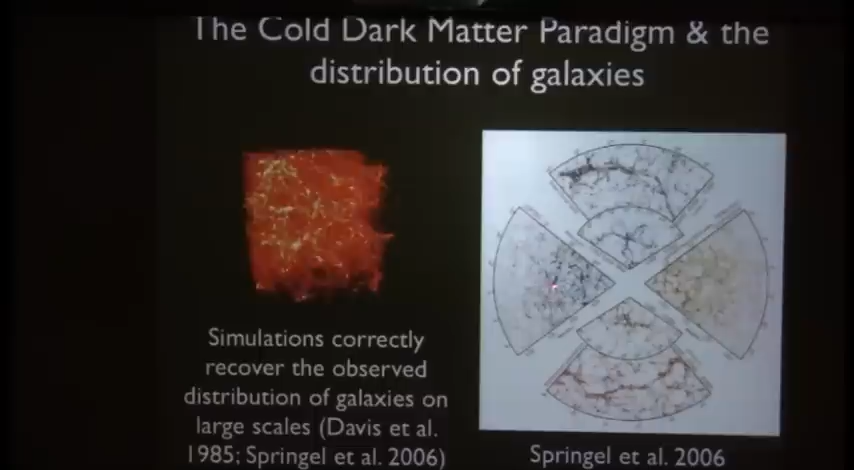 The Cold Dark Matter Paradigm & the
distribution of galaxies
Simulations correctly
recover the observed
distribution of galaxies on
large scales (Davis et al.
1985; Springel et al. 2006)
Springel et al. 2006